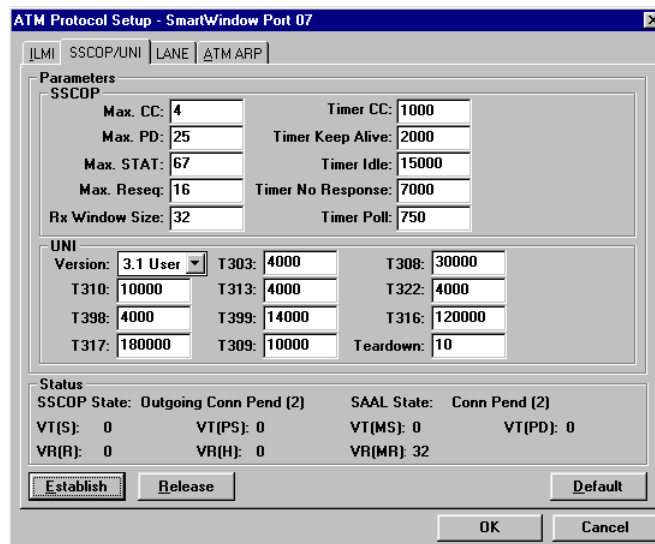 ATM Protocol Setup - SmartWindow Port 07
ILMI SSCOP/UNI LANE ATM ARP
Parameters
SSCOP
Max. CC: 4 Timer CC: 1000
Max. PD: 25 Timer Keep Alive: 2000
Max. STAT: 67 Timer Idle: 15000
Max. Reseq: 16 Timer No Response: 7000
Rx Window Size: 32 Timer Poll: 750
UNI
Version: 3.1 User T303: 4000 T308: 30000
T310: 10000 T313: 4000 T322: 4000
T398: 4000 T399: 14000 T316: 120000
T317: 180000 T309: 10000 Teardown: 10
Status
SSCOP State: Outgoing Conn Pend (2) SAAL State: Conn Pend (2)
VT(S): 0 VT(PS): 0 VT(MS): 0 VT(PD): 0
VR(R): 0 VR(H): 0 VR(MR): 32
Establish Release Default
OK Cancel